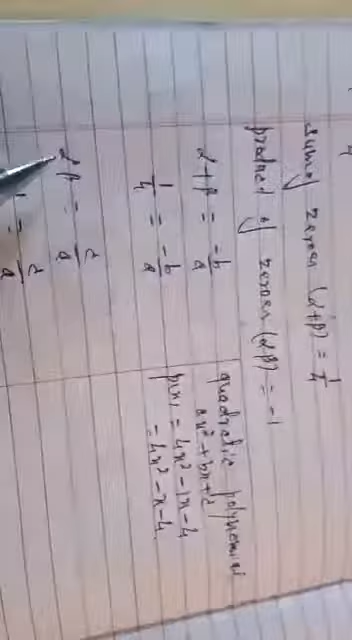 sum of zeroes (α+β) = 1/4
product of zeroes (αβ) = -1
α+β = -b/a
1/4 = -b/a
αβ = c/a
quadratic polynomial
ax² + bx + c
p(x) = 4x² - 1x - 4
= 4x² - x - 4